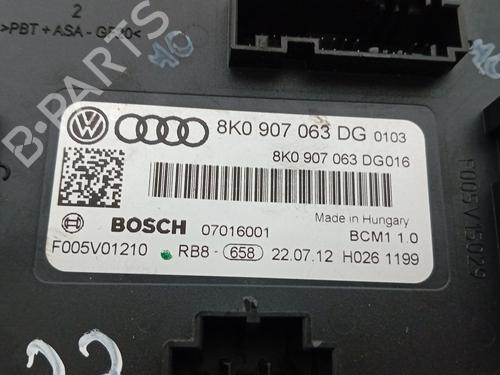 2
>PBT+ASA-GF20<
8K0 907 063 DG 0103
8K0 907 063 DG016
Made in Hungary
BOSCH 07016001 BCM1 1.0
F005V01210 RB8- 658 22.07.12 H026 1199
F005V15029
B-PARTS